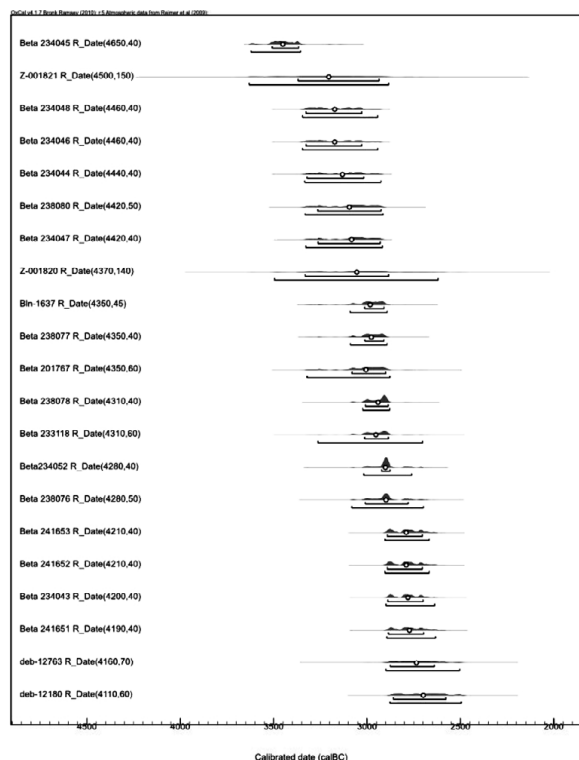 OxCal v4.1.7 Bronk Ramsey (2010); r:5 Atmospheric data from Reimer et al (2009);
Beta 234045 R_Date(4650,40)
Z-001821 R_Date(4500,150)
Beta 234048 R_Date(4460,40)
Beta 234046 R_Date(4460,40)
Beta 234044 R_Date(4440,40)
Beta 238080 R_Date(4420,50)
Beta 234047 R_Date(4420,40)
Z-001820 R_Date(4370,140)
Bln-1637 R_Date(4350,45)
Beta 238077 R_Date(4350,40)
Beta 201767 R_Date(4350,60)
Beta 238078 R_Date(4310,40)
Beta 233118 R_Date(4310,60)
Beta234052 R_Date(4280,40)
Beta 238076 R_Date(4280,50)
Beta 241653 R_Date(4210,40)
Beta 241652 R_Date(4210,40)
Beta 234043 R_Date(4200,40)
Beta 241651 R_Date(4190,40)
deb-12763 R_Date(4160,70)
deb-12180 R_Date(4110,60)
4500 4000 3500 3000 2500 2000
Calibrated date (calBC)